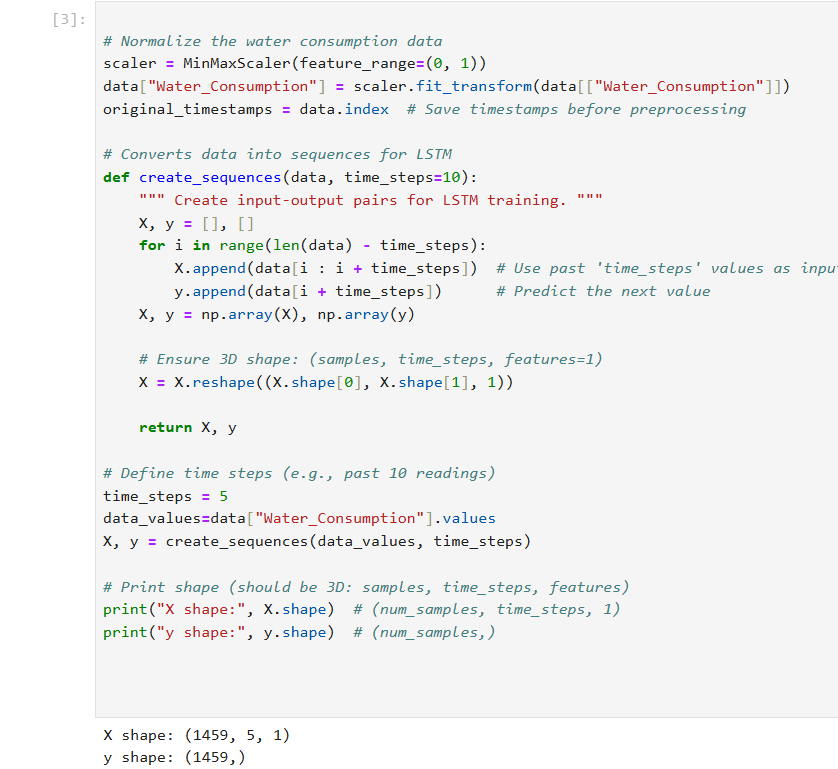 [3]:
# Normalize the water consumption data
scaler = MinMaxScaler(feature_range=(0, 1))
data["Water_Consumption"] = scaler.fit_transform(data[["Water_Consumption"]])
original_timestamps = data.index  # Save timestamps before preprocessing
# Converts data into sequences for LSTM
def create_sequences(data, time_steps=10):
    """ Create input-output pairs for LSTM training. """
    X, y = [], []
    for i in range(len(data) - time_steps):
        X.append(data[i : i + time_steps])  # Use past 'time_steps' values as inpu
        y.append(data[i + time_steps])      # Predict the next value
    X, y = np.array(X), np.array(y)
    # Ensure 3D shape: (samples, time_steps, features=1)
    X = X.reshape((X.shape[0], X.shape[1], 1))
    return X, y
# Define time steps (e.g., past 10 readings)
time_steps = 5
data_values=data["Water_Consumption"].values
X, y = create_sequences(data_values, time_steps)
# Print shape (should be 3D: samples, time_steps, features)
print("X shape:", X.shape)  # (num_samples, time_steps, 1)
print("y shape:", y.shape)  # (num_samples,)
X shape: (1459, 5, 1)
y shape: (1459,)